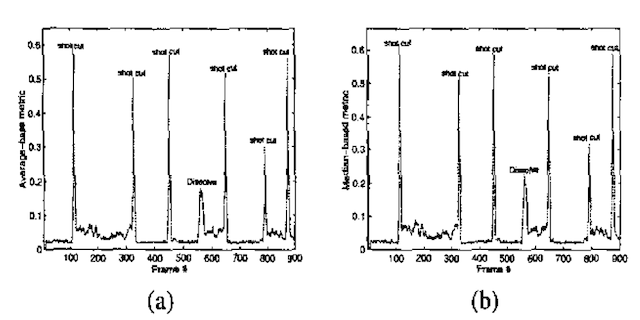 0.6
0.5
0.4
0.3
0.2
0.1
0
Average-base metric
shot cut
shot cut
shot cut
Dissolve
shot cut
shot cut
shot cut
100 200 300 400 500 600 700 800 900
Frame #
(a)
0.6
0.5
0.4
0.3
0.2
0.1
0
Median-based metric
shot cut
shot cut
shot cut
Dissolve
shot cut
shot cut
shot cut
100 200 300 400 500 600 700 800 900
Frame #
(b)